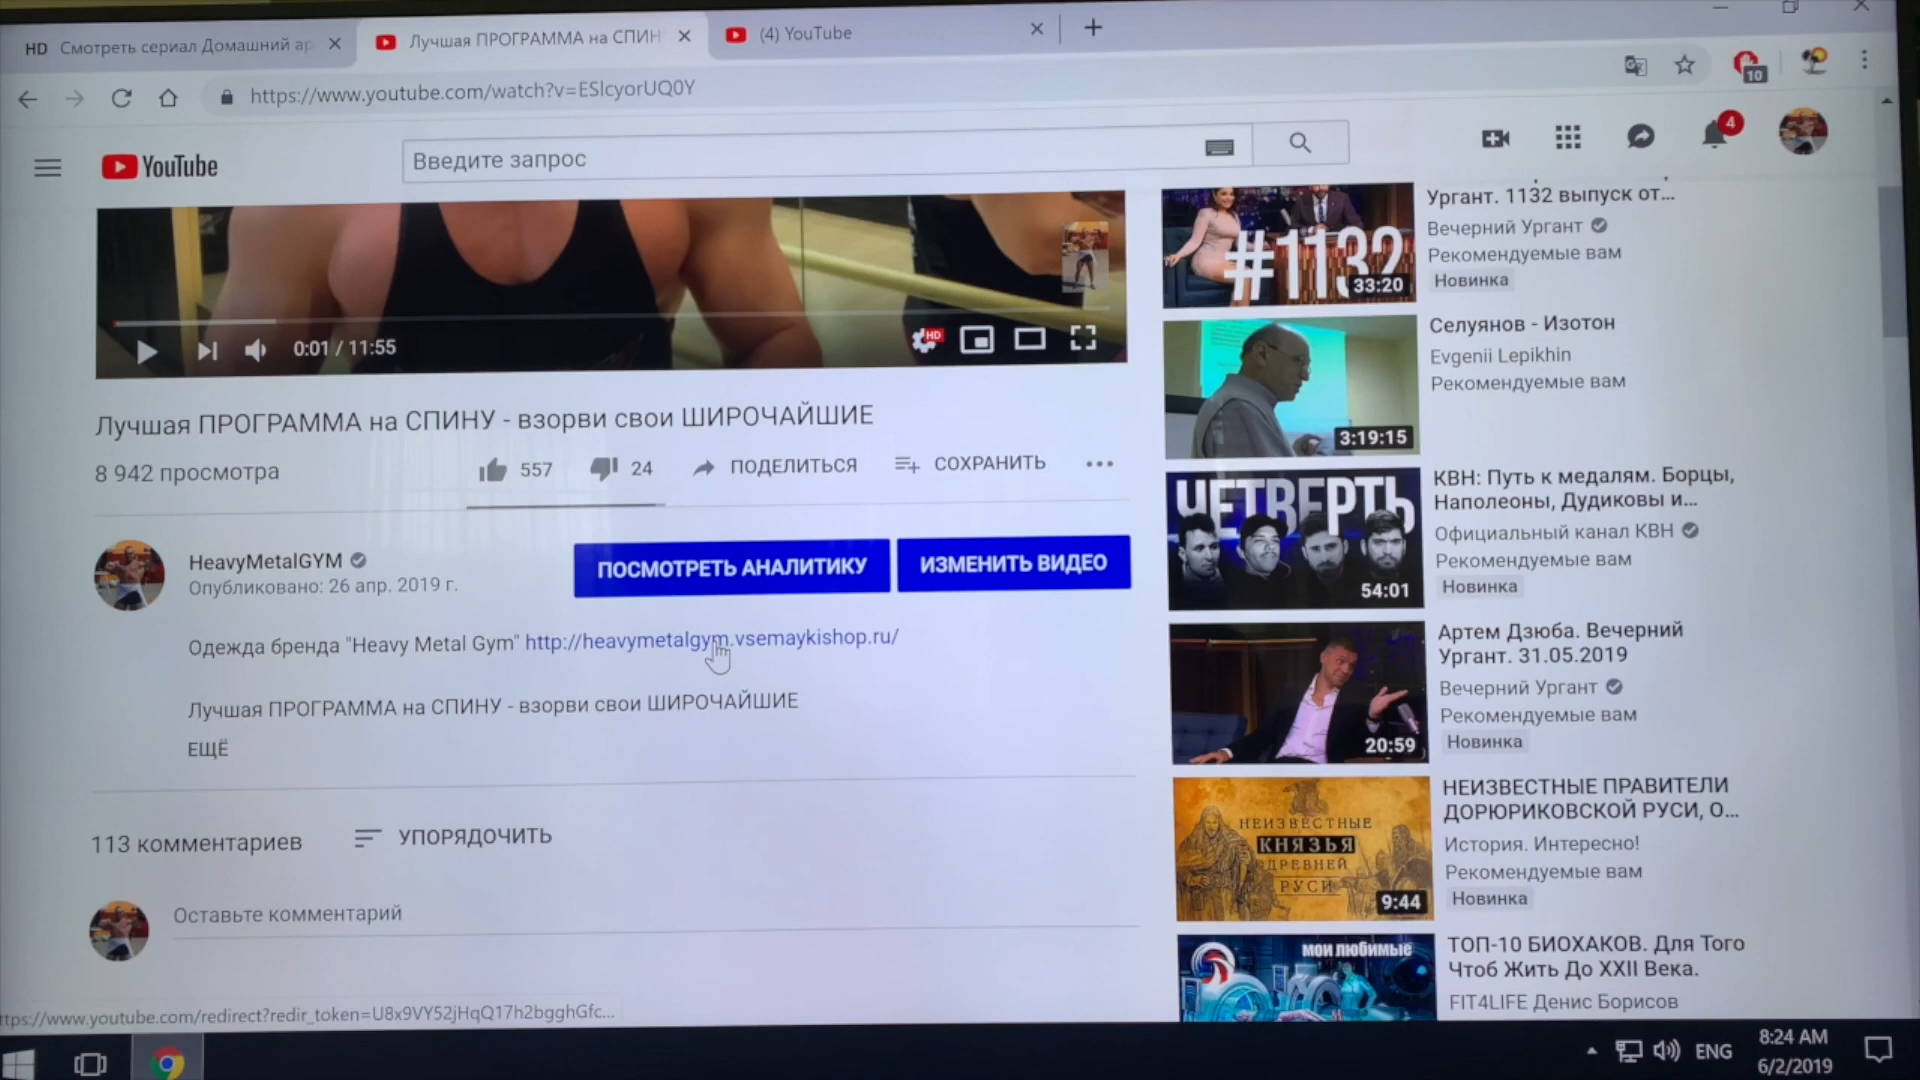 HD Смотреть сериал Домашний ар
Лучшая ПРОГРАММА на СПИН
(4) YouTube
https://www.youtube.com/watch?v=ESlcyorUQ0Y
10
YouTube
Введите запрос
4
0:01 / 11:55
HD
Лучшая ПРОГРАММА на СПИНУ - взорви свои ШИРОЧАЙШИЕ
8 942 просмотра
557
24
ПОДЕЛИТЬСЯ
СОХРАНИТЬ
HeavyMetalGYM
Опубликовано: 26 апр. 2019 г.
ПОСМОТРЕТЬ АНАЛИТИКУ
ИЗМЕНИТЬ ВИДЕО
Одежда бренда "Heavy Metal Gym" http://heavymetalgym.vsemaykishop.ru/
Лучшая ПРОГРАММА на СПИНУ - взорви свои ШИРОЧАЙШИЕ
ЕЩЁ
113 комментариев
УПОРЯДОЧИТЬ
Оставьте комментарий
#1132
33:20
Ургант. 1132 выпуск от...
Вечерний Ургант
Рекомендуемые вам
Новинка
3:19:15
Селуянов - Изотон
Evgenii Lepikhin
Рекомендуемые вам
ЧЕТВЕРТЬ
54:01
КВН: Путь к медалям. Борцы,
Наполеоны, Дудиковы и...
Официальный канал КВН
Рекомендуемые вам
Новинка
20:59
Артем Дзюба. Вечерний
Ургант. 31.05.2019
Вечерний Ургант
Рекомендуемые вам
Новинка
НЕИЗВЕСТНЫЕ
КНЯЗЬЯ
ДРЕВНЕЙ
РУСИ
9:44
НЕИЗВЕСТНЫЕ ПРАВИТЕЛИ
ДОРЮРИКОВСКОЙ РУСИ, О...
История. Интересно!
Рекомендуемые вам
Новинка
МОИ ЛЮБИМЫЕ
ТОП-10 БИОХАКОВ. Для Того
Чтоб Жить До XXII Века.
FIT4LIFE Денис Борисов
ttps://www.youtube.com/redirect?redir_token=U8x9VY52jHqQ17h2bgghGfc...
ENG
8:24 AM
6/2/2019